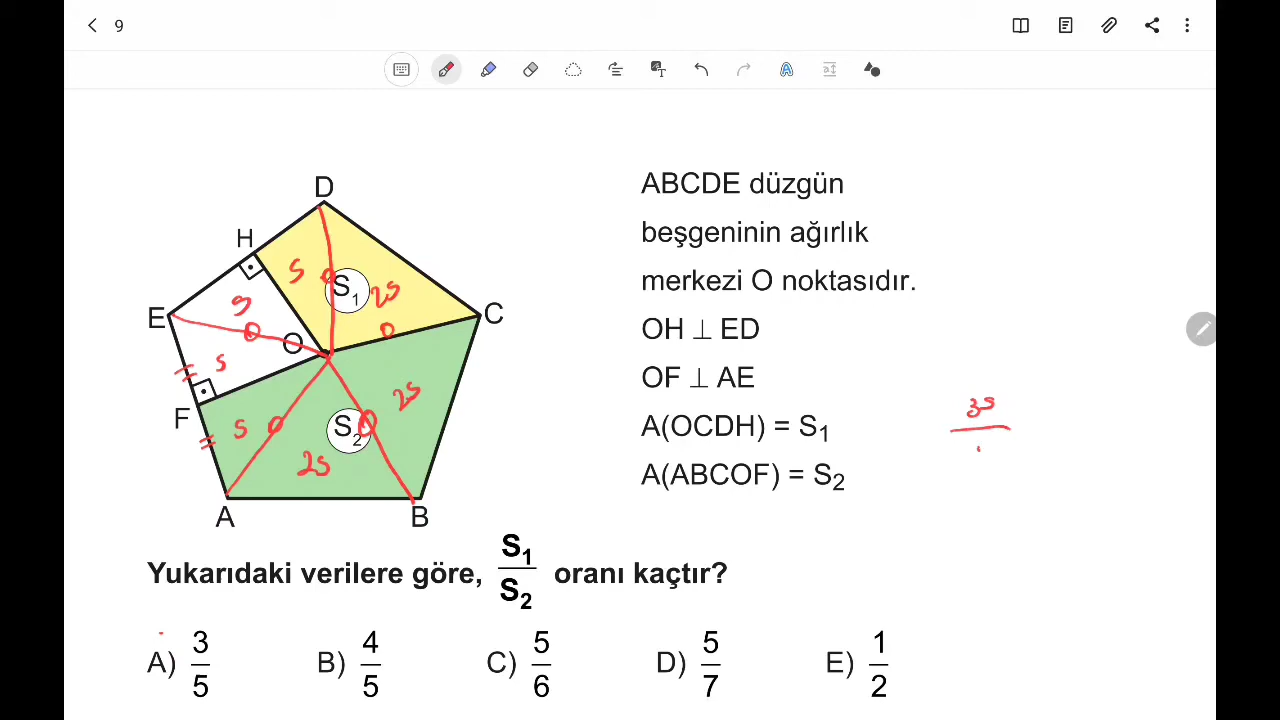 9
D
H
S
S
S1
2S
E
C
O
ABCDE düzgün
beşgeninin ağırlık
merkezi O noktasıdır.
OH ⊥ ED
OF ⊥ AE
A(OCDH) = S1
A(ABCOF) = S2
S
F
S
S2
2S
2S
A
B
3S
Yukarıdaki verilere göre, S1/S2 oranı kaçtır?
A) 3/5 B) 4/5 C) 5/6 D) 5/7 E) 1/2